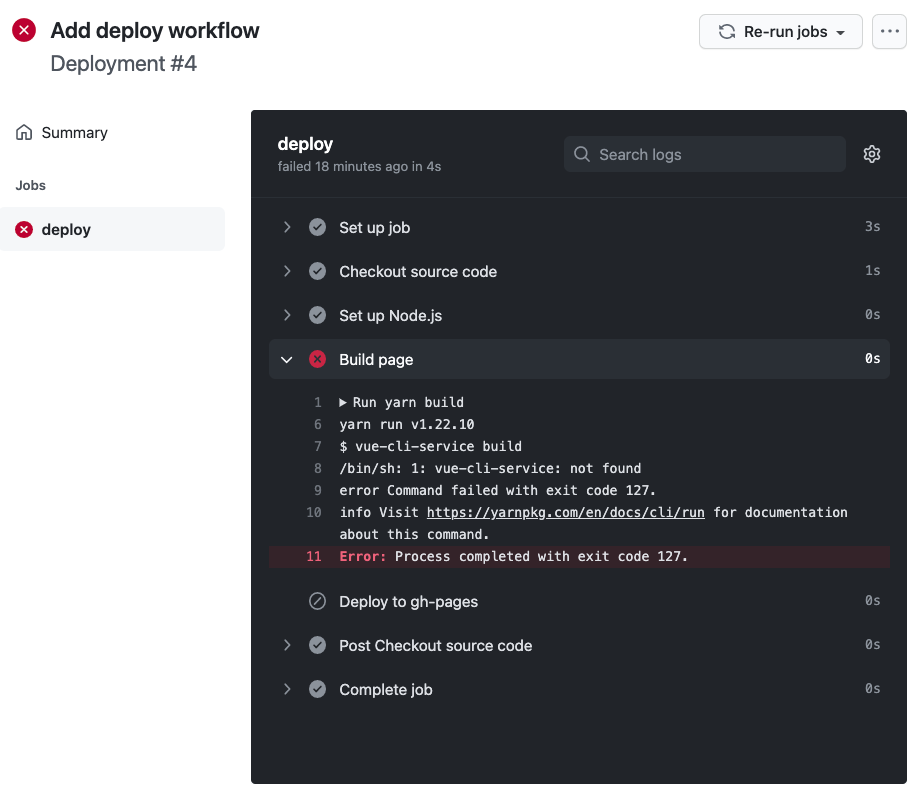 Add deploy workflow
Deployment #4
Re-run jobs
Summary
Jobs
deploy
deploy
failed 18 minutes ago in 4s
Search logs
Set up job 3s
Checkout source code 1s
Set up Node.js 0s
Build page 0s
1 Run yarn build
6 yarn run v1.22.10
7 $ vue-cli-service build
8 /bin/sh: 1: vue-cli-service: not found
9 error Command failed with exit code 127.
10 info Visit https://yarnpkg.com/en/docs/cli/run for documentation
about this command.
11 Error: Process completed with exit code 127.
Deploy to gh-pages 0s
Post Checkout source code 0s
Complete job 0s